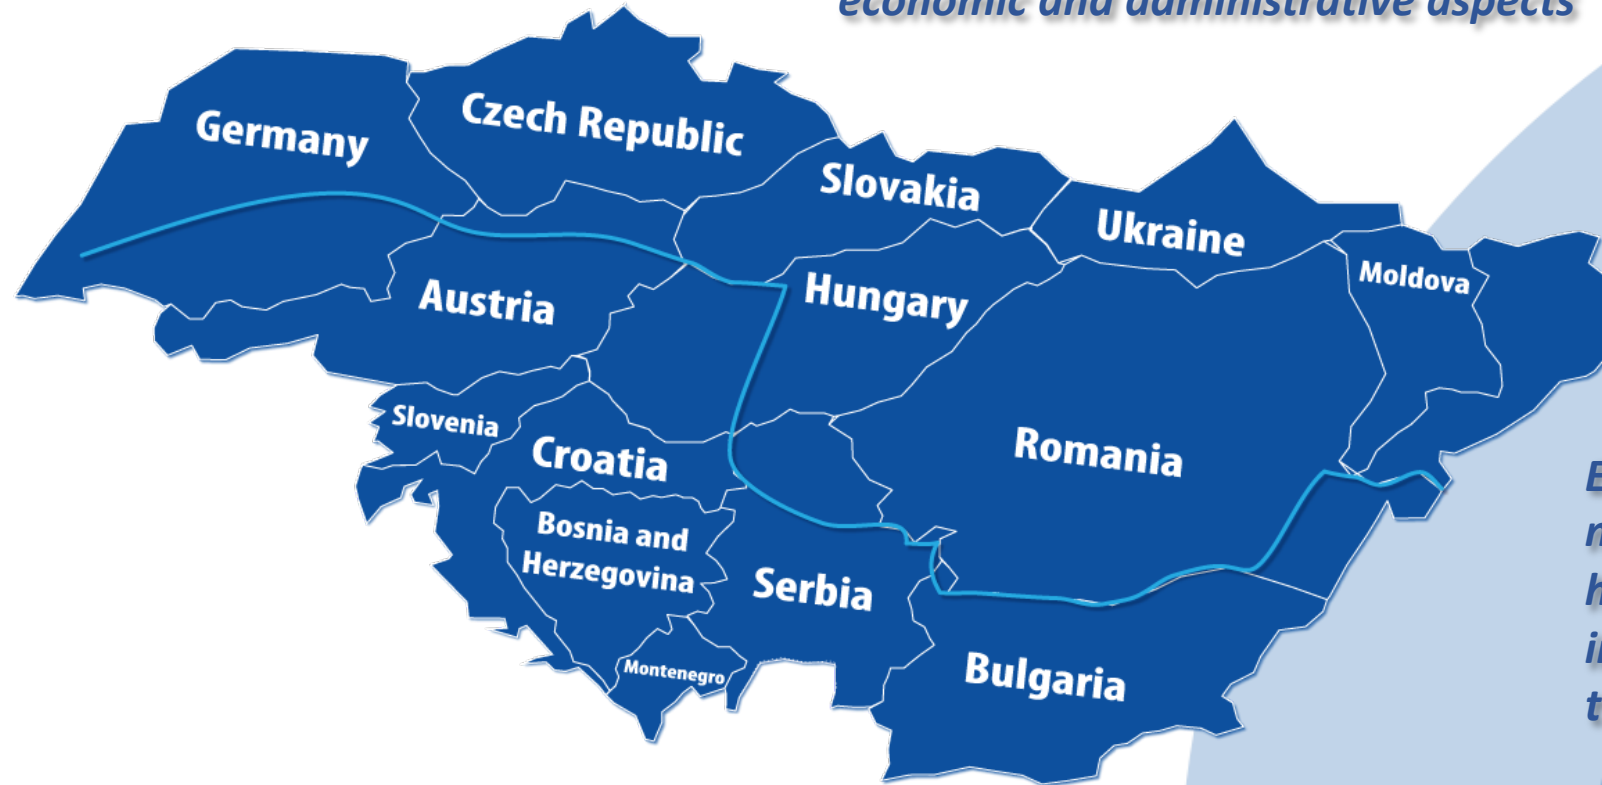 economic and administrative aspects
Germany
Czech Republic
Slovakia
Ukraine
Moldova
Austria
Hungary
Slovenia
Croatia
Romania
Bosnia and
Herzegovina
Serbia
Montenegro
Bulgaria